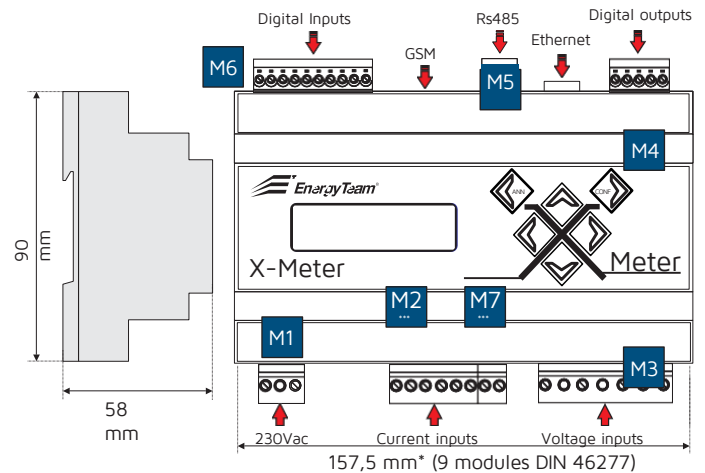 Digital Inputs
Rs485
Digital outputs
GSM
Ethernet
M6
M5
M4
EnergyTeam®
ANN
CONF
X-Meter
Meter
90
mm
M2
...
M7
...
M1
M3
58
mm
230Vac
Current inputs
Voltage inputs
157,5 mm* (9 modules DIN 46277)